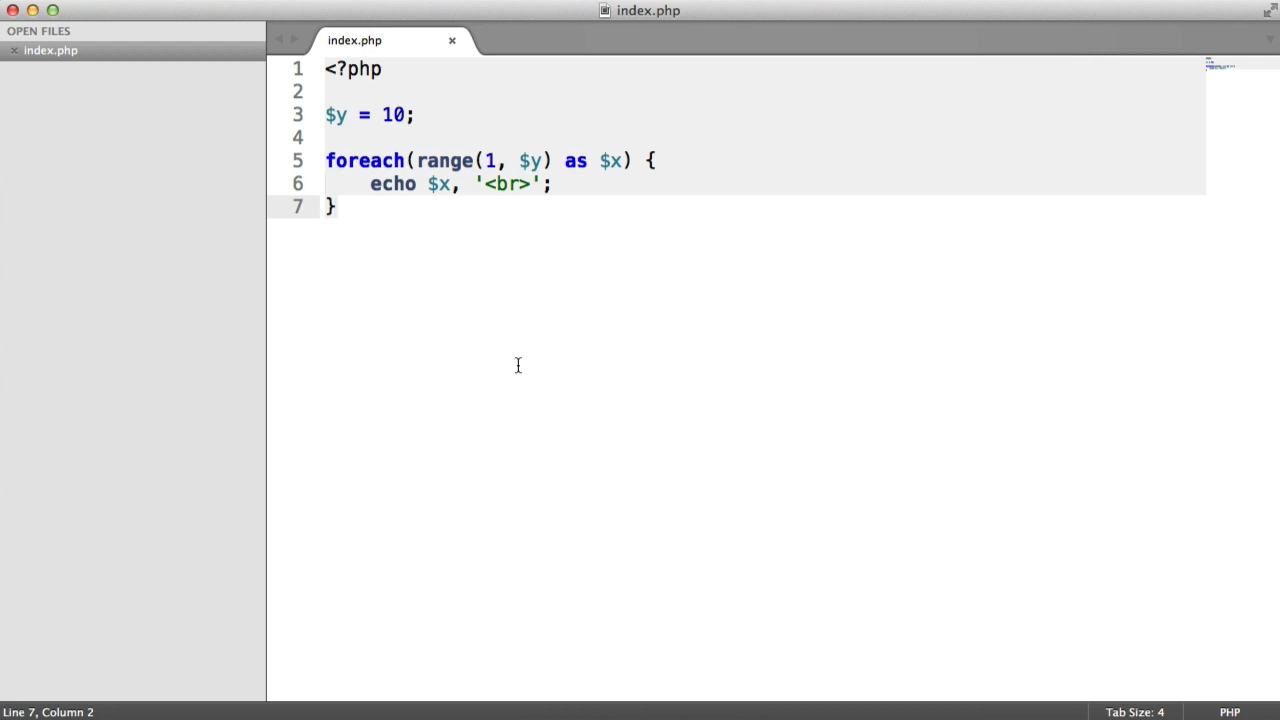 index.php
OPEN FILES
× index.php
index.php ×
1 <?php
2
3 $y = 10;
4
5 foreach(range(1, $y) as $x) {
6     echo $x, '<br>';
7 }
Line 7, Column 2
Tab Size: 4
PHP